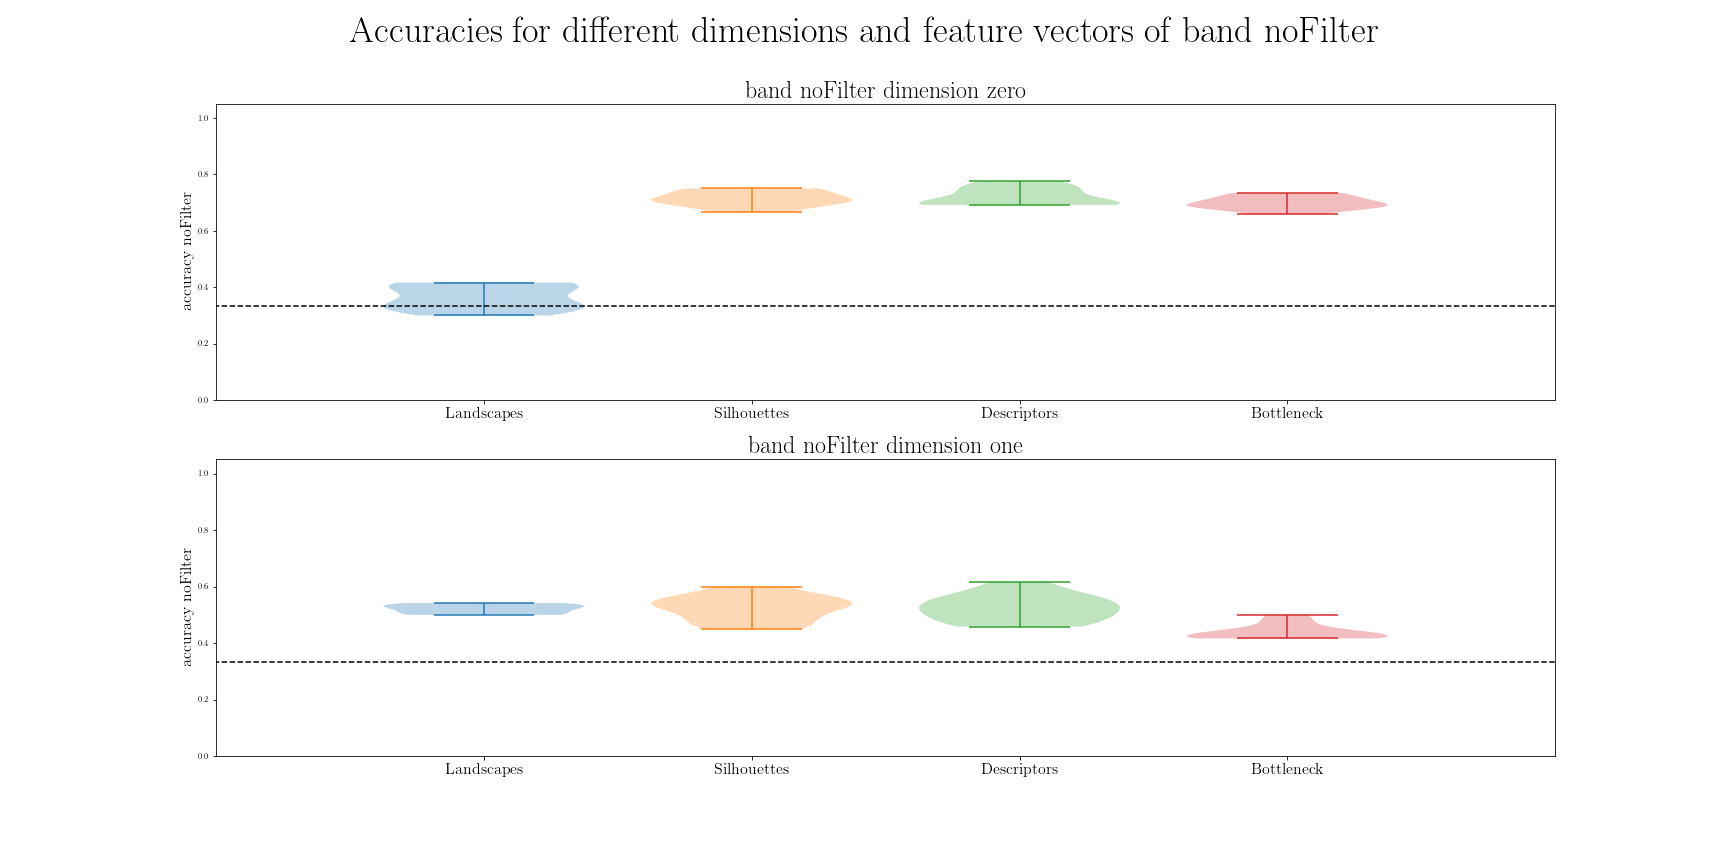 Accuracies for different dimensions and feature vectors of band noFilter
band noFilter dimension zero
accuracy noFilter
1.0
0.8
0.6
0.4
0.2
0.0
Landscapes Silhouettes Descriptors Bottleneck
band noFilter dimension one
accuracy noFilter
1.0
0.8
0.6
0.4
0.2
0.0
Landscapes Silhouettes Descriptors Bottleneck